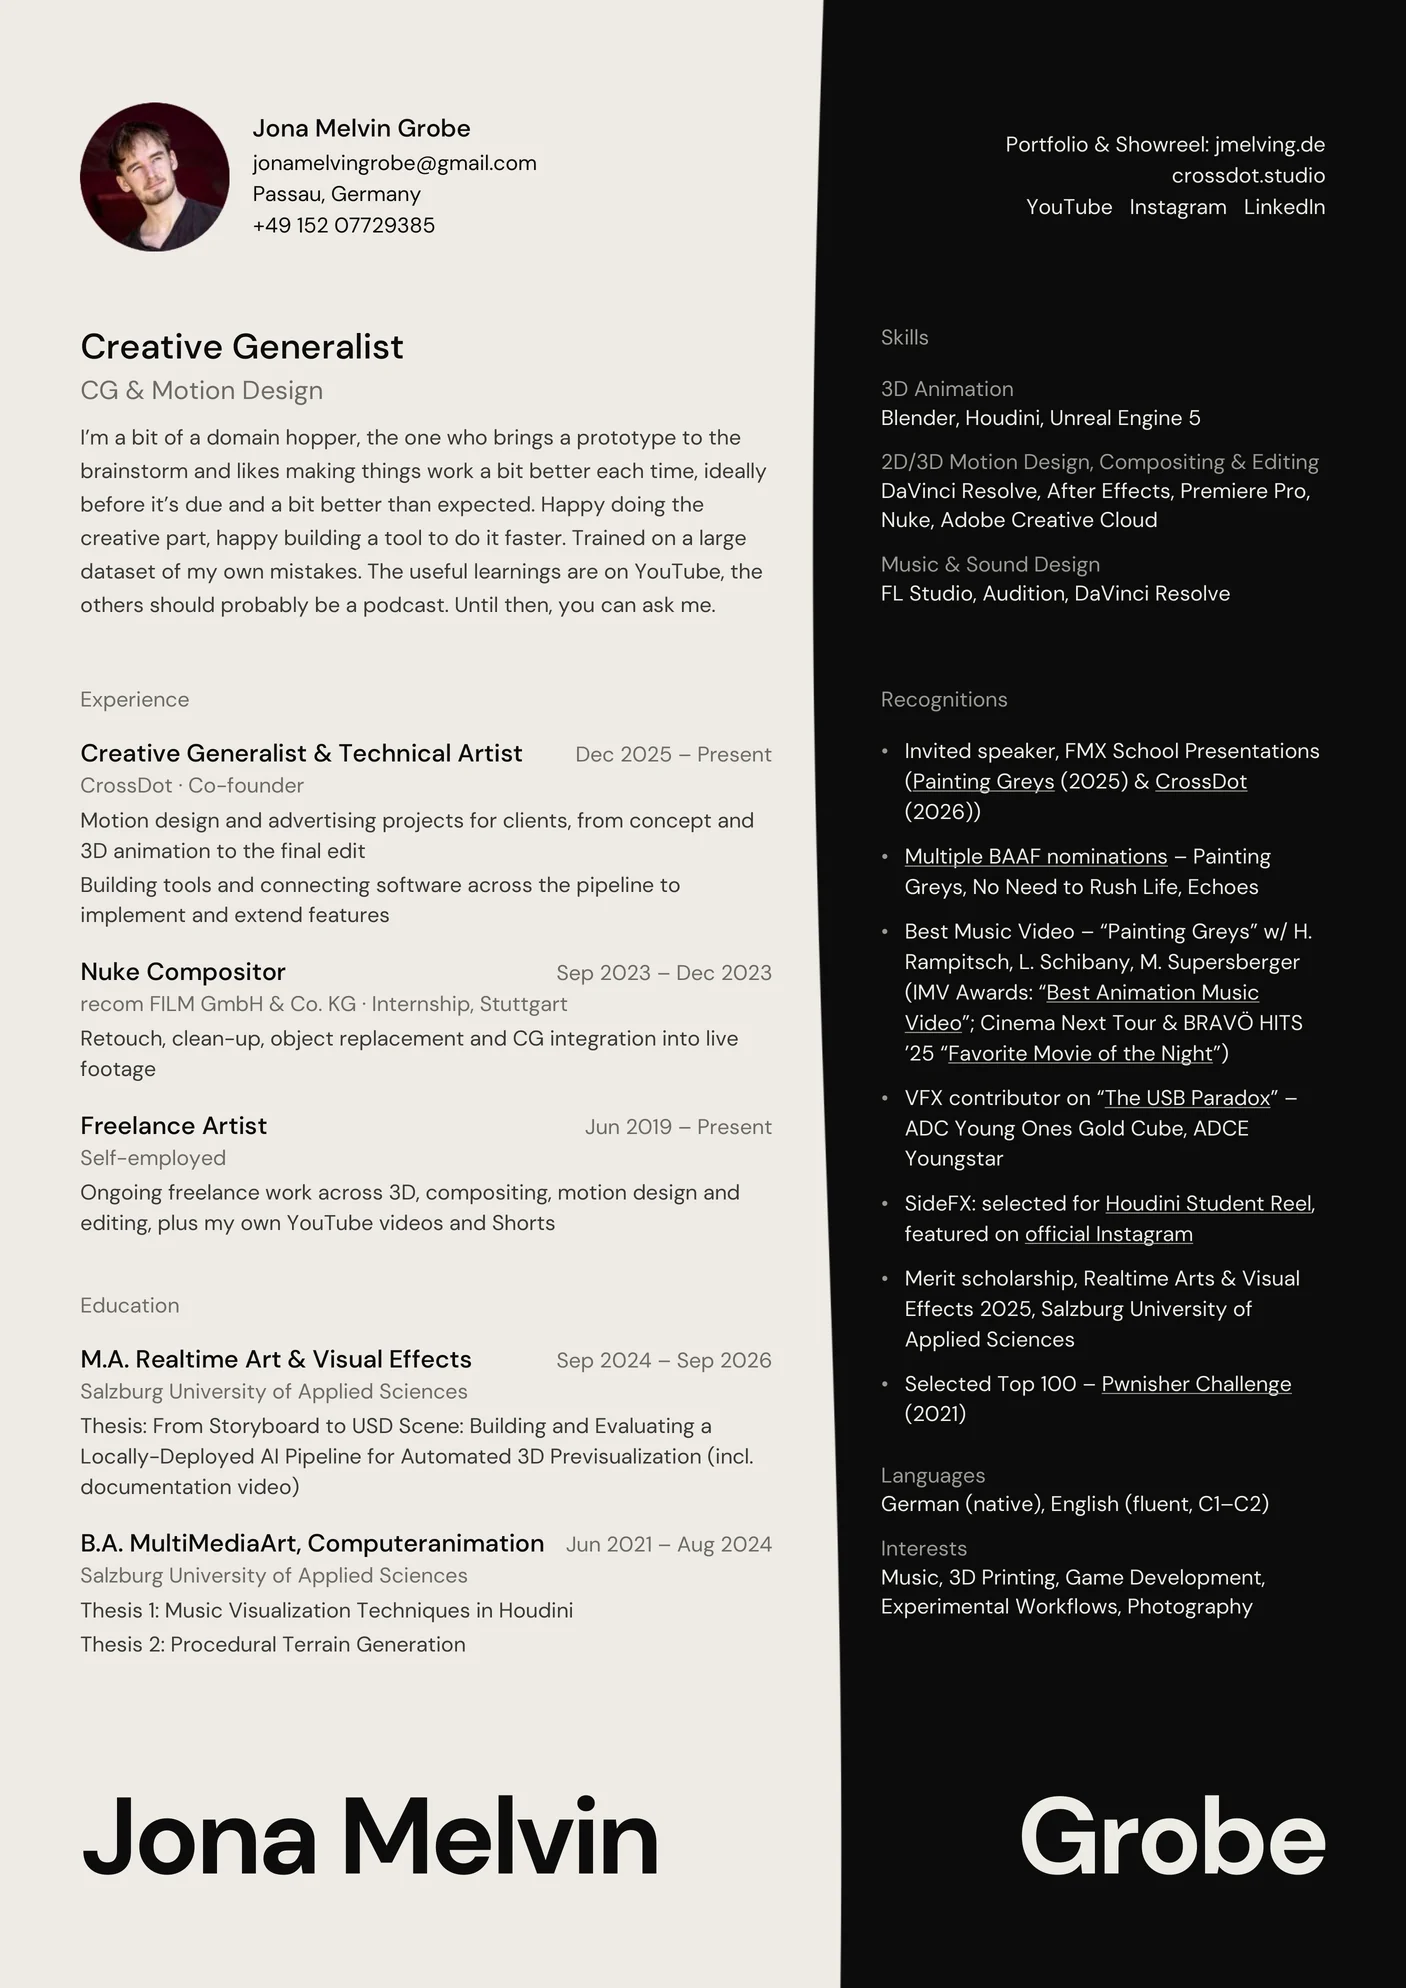 Jona Melvin Grobe
jonamelvingrobe@gmail.com
Passau, Germany
+49 152 07729385
Portfolio & Showreel: jmelving.de
crossdot.studio
YouTube Instagram LinkedIn
Creative Generalist
CG & Motion Design
I’m a bit of a domain hopper, the one who brings a prototype to the
brainstorm and likes making things work a bit better each time, ideally
before it’s due and a bit better than expected. Happy doing the
creative part, happy building a tool to do it faster. Trained on a large
dataset of my own mistakes. The useful learnings are on YouTube, the
others should probably be a podcast. Until then, you can ask me.
Experience
Creative Generalist & Technical Artist Dec 2025 – Present
CrossDot · Co-founder
Motion design and advertising projects for clients, from concept and
3D animation to the final edit
Building tools and connecting software across the pipeline to
implement and extend features
Nuke Compositor Sep 2023 – Dec 2023
recom FILM GmbH & Co. KG · Internship, Stuttgart
Retouch, clean-up, object replacement and CG integration into live
footage
Freelance Artist Jun 2019 – Present
Self-employed
Ongoing freelance work across 3D, compositing, motion design and
editing, plus my own YouTube videos and Shorts
Education
M.A. Realtime Art & Visual Effects Sep 2024 – Sep 2026
Salzburg University of Applied Sciences
Thesis: From Storyboard to USD Scene: Building and Evaluating a
Locally-Deployed AI Pipeline for Automated 3D Previsualization (incl.
documentation video)
B.A. MultiMediaArt, Computeranimation Jun 2021 – Aug 2024
Salzburg University of Applied Sciences
Thesis 1: Music Visualization Techniques in Houdini
Thesis 2: Procedural Terrain Generation
Skills
3D Animation
Blender, Houdini, Unreal Engine 5
2D/3D Motion Design, Compositing & Editing
DaVinci Resolve, After Effects, Premiere Pro,
Nuke, Adobe Creative Cloud
Music & Sound Design
FL Studio, Audition, DaVinci Resolve
Recognitions
• Invited speaker, FMX School Presentations
(Painting Greys (2025) & CrossDot
(2026))
• Multiple BAAF nominations – Painting
Greys, No Need to Rush Life, Echoes
• Best Music Video – “Painting Greys” w/ H.
Rampitsch, L. Schibany, M. Supersberger
(IMV Awards: “Best Animation Music
Video”; Cinema Next Tour & BRAVÖ HITS
’25 “Favorite Movie of the Night”)
• VFX contributor on “The USB Paradox” –
ADC Young Ones Gold Cube, ADCE
Youngstar
• SideFX: selected for Houdini Student Reel,
featured on official Instagram
• Merit scholarship, Realtime Arts & Visual
Effects 2025, Salzburg University of
Applied Sciences
• Selected Top 100 – Pwnisher Challenge
(2021)
Languages
German (native), English (fluent, C1–C2)
Interests
Music, 3D Printing, Game Development,
Experimental Workflows, Photography
Jona Melvin Grobe